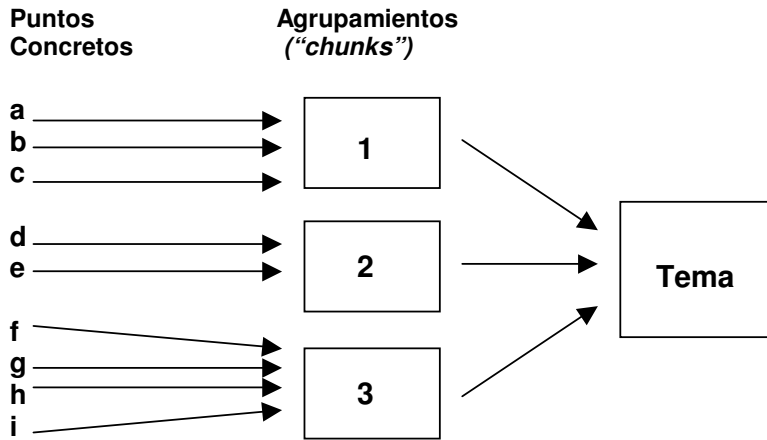 Puntos
Concretos
Agrupamientos
(“chunks”)
a
b
c
1
d
e
2
f
g
h
i
3
Tema